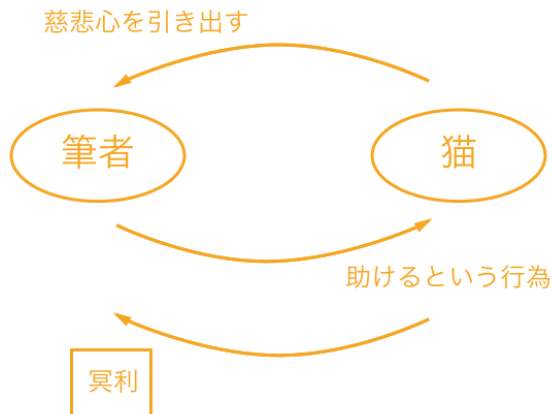 慈悲心を引き出す
筆者
猫
助けるという行為
冥利